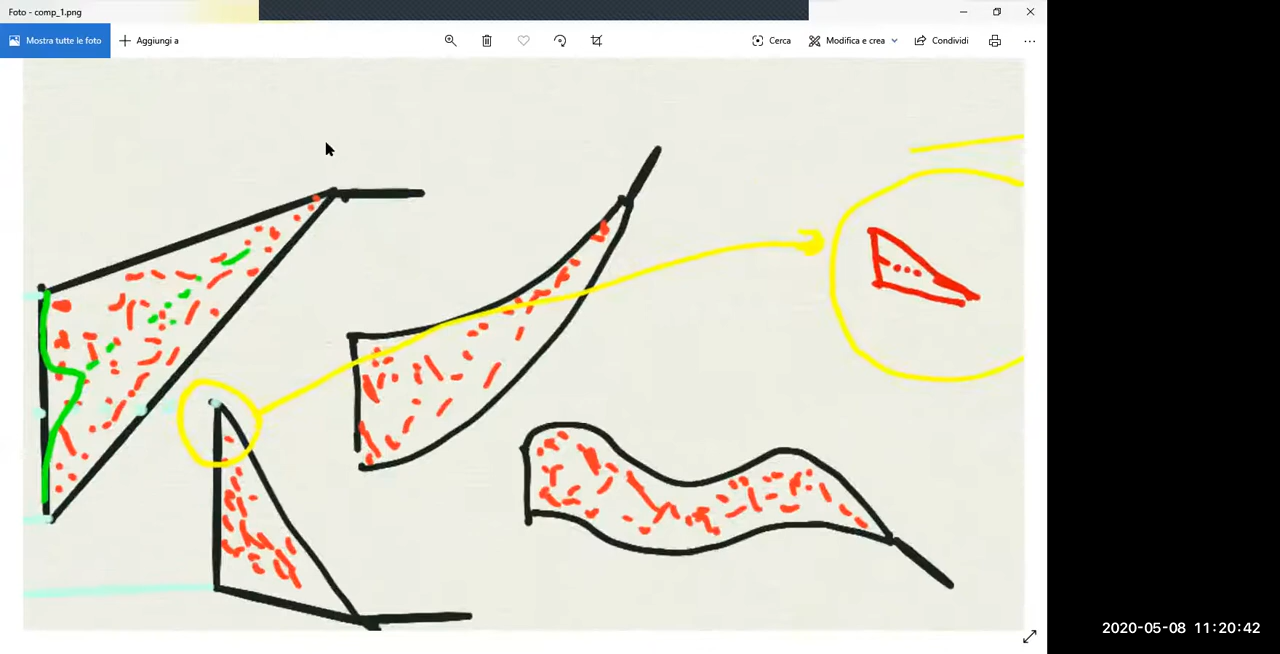 Foto - comp_1.png
Mostra tutte le foto
Aggiungi a
Cerca
Modifica e crea
Condividi
2020-05-08 11:20:42